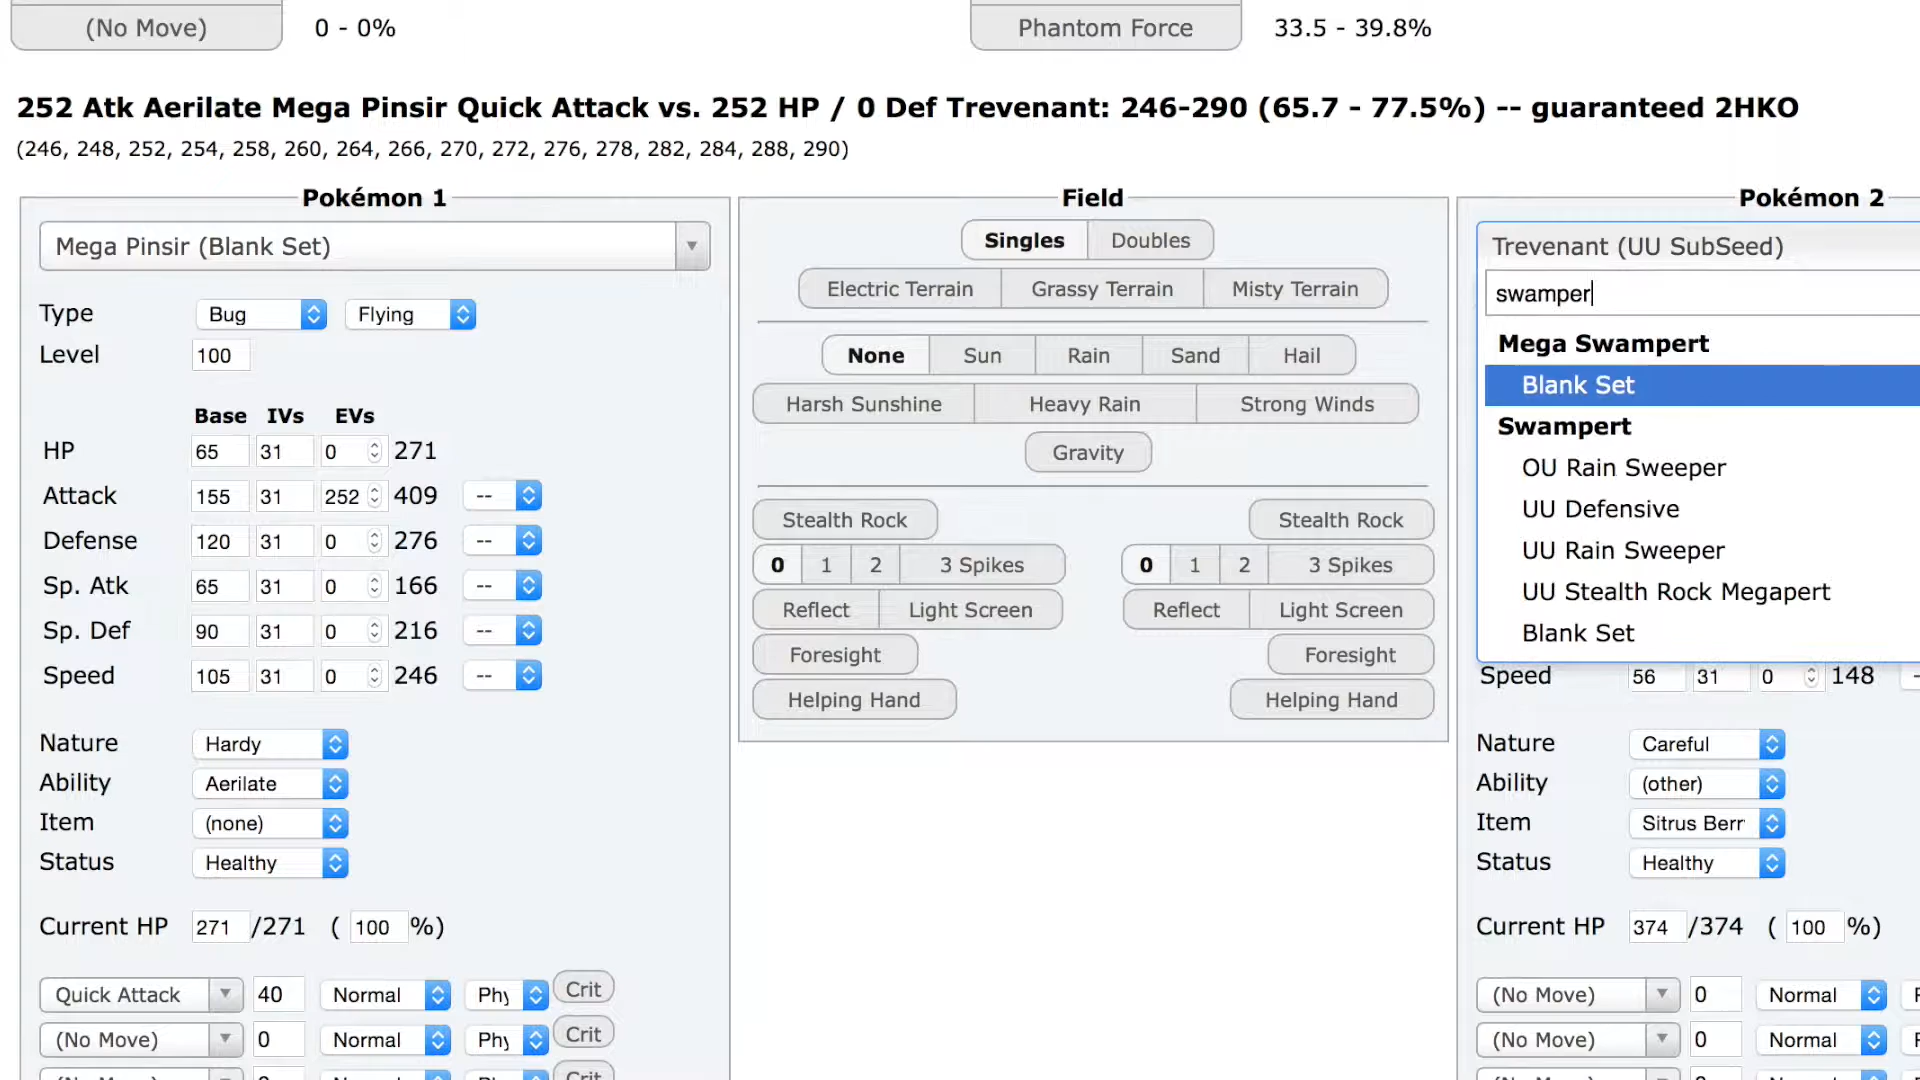 (No Move) 0 - 0% Phantom Force 33.5 - 39.8%
252 Atk Aerilate Mega Pinsir Quick Attack vs. 252 HP / 0 Def Trevenant: 246-290 (65.7 - 77.5%) -- guaranteed 2HKO
(246, 248, 252, 254, 258, 260, 264, 266, 270, 272, 276, 278, 282, 284, 288, 290)
Pokémon 1
Mega Pinsir (Blank Set)
Type Bug Flying
Level 100
Base IVs EVs
HP 65 31 0 271
Attack 155 31 252 409 --
Defense 120 31 0 276 --
Sp. Atk 65 31 0 166 --
Sp. Def 90 31 0 216 --
Speed 105 31 0 246 --
Nature Hardy
Ability Aerilate
Item (none)
Status Healthy
Current HP 271 /271 ( 100 %)
Quick Attack 40 Normal Phy Crit
(No Move) 0 Normal Phy Crit
Field
Singles Doubles
Electric Terrain Grassy Terrain Misty Terrain
None Sun Rain Sand Hail
Harsh Sunshine Heavy Rain Strong Winds
Gravity
Stealth Rock Stealth Rock
0 1 2 3 Spikes 0 1 2 3 Spikes
Reflect Light Screen Reflect Light Screen
Foresight Foresight
Helping Hand Helping Hand
Pokémon 2
Trevenant (UU SubSeed)
swamper
Mega Swampert
Blank Set
Swampert
OU Rain Sweeper
UU Defensive
UU Rain Sweeper
UU Stealth Rock Megapert
Blank Set
Speed 56 31 0 148
Nature Careful
Ability (other)
Item Sitrus Berr
Status Healthy
Current HP 374 /374 ( 100 %)
(No Move) 0 Normal
(No Move) 0 Normal